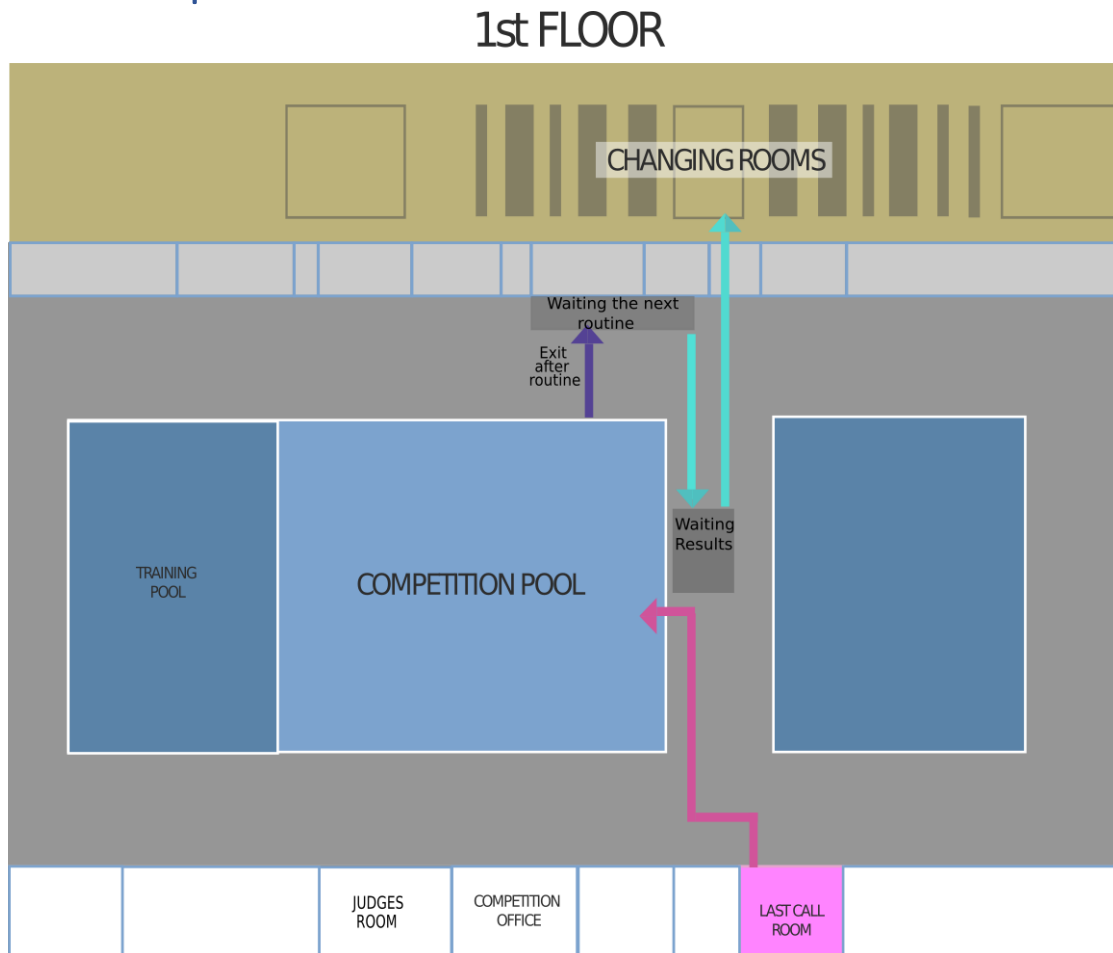 1st FLOOR
CHANGING ROOMS
Waiting the next
routine
Exit
after
routine
Waiting
Results
TRAINING
POOL
COMPETITION POOL
JUDGES
ROOM
COMPETITION
OFFICE
LAST CALL
ROOM